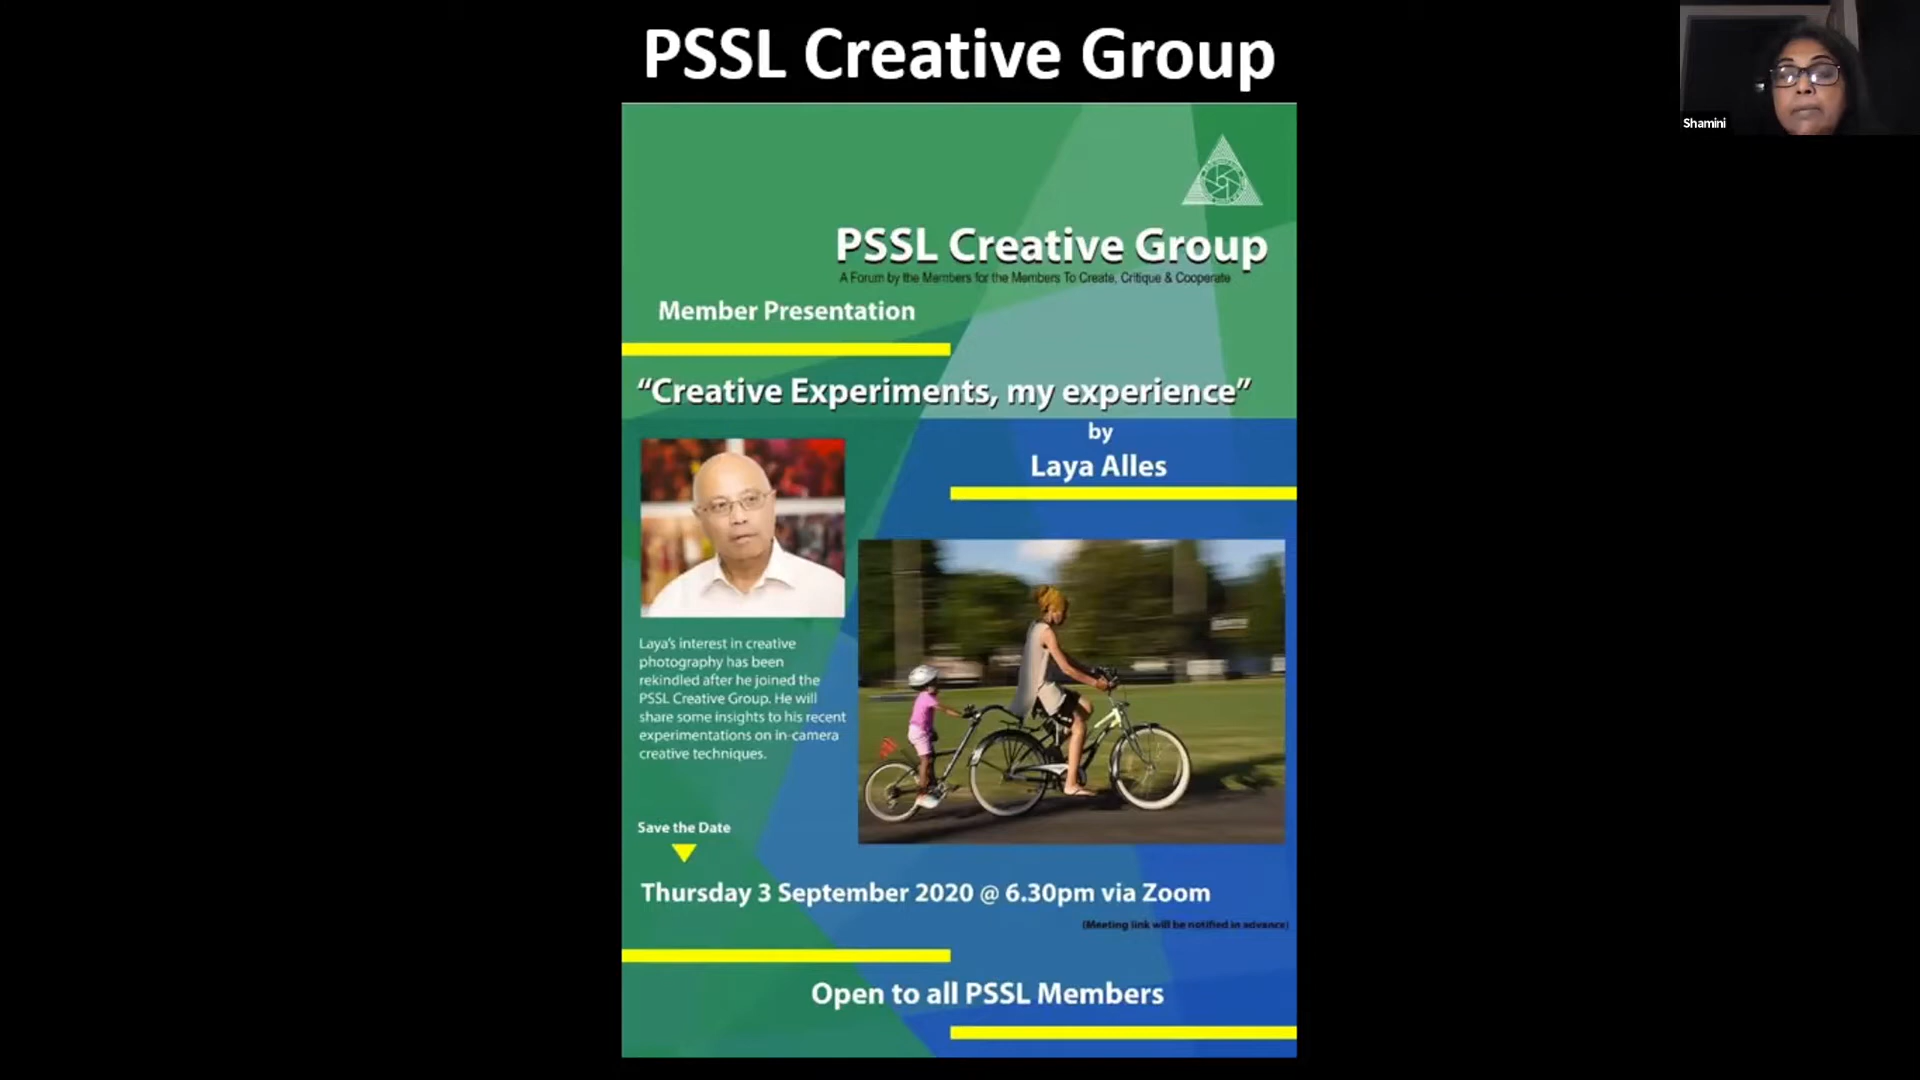 PSSL Creative Group
Shamini
PSSL Creative Group
A Forum by the Members for the Members To Create, Critique & Cooperate
Member Presentation
“Creative Experiments, my experience”
by
Laya Alles
Laya's interest in creative
photography has been
rekindled after he joined the
PSSL Creative Group. He will
share some insights to his recent
experimentations on in-camera
creative techniques.
Save the Date
Thursday 3 September 2020 @ 6.30pm via Zoom
(Meeting link will be notified in advance)
Open to all PSSL Members